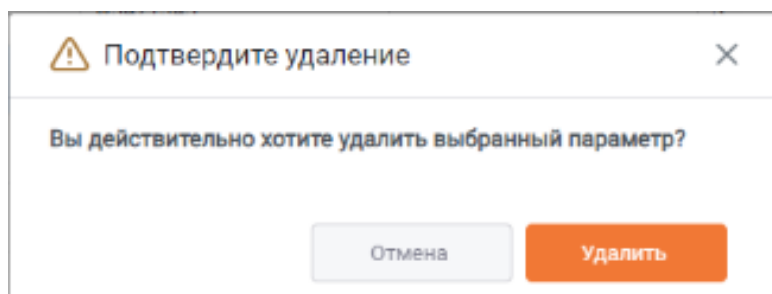 Подтвердите удаление
Вы действительно хотите удалить выбранный параметр?
Отмена
Удалить